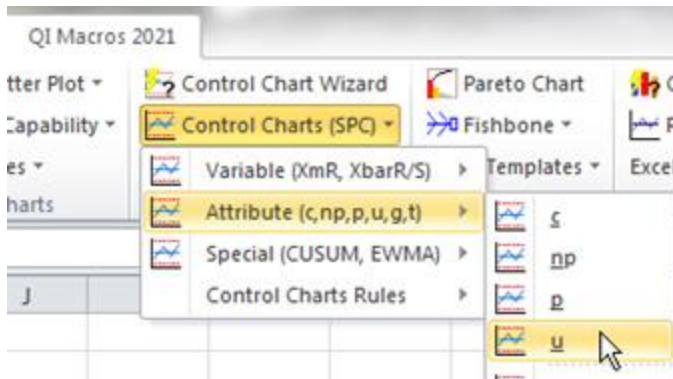 QI Macros 2021
tter Plot
Control Chart Wizard
Pareto Chart
Capability
Control Charts (SPC)
Fishbone
es
Variable (XmR, XbarR/S)
Templates
Excel
harts
Attribute (c,np,p,u,g,t)
c
Special (CUSUM, EWMA)
np
J
Control Charts Rules
p
u